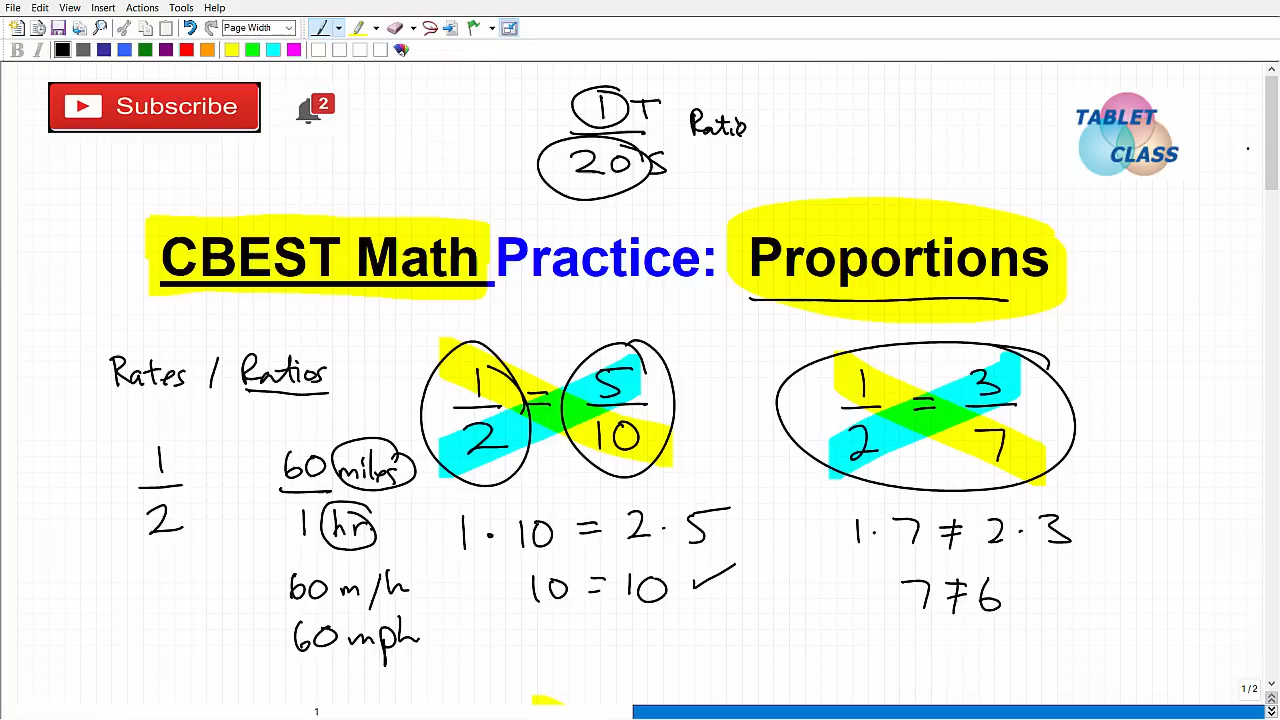 File Edit View Insert Actions Tools Help
Page Width
B I
Subscribe
2
1 T
20 S
Ratio
TABLET
CLASS
CBEST Math Practice: Proportions
Rates / Ratios
1
2
60 miles
1 hr
60 m/h
60 mph
1 = 5
2 10
1 · 10 = 2 · 5
10 = 10 ✓
1 = 3
2 7
1 · 7 ≠ 2 · 3
7 ≠ 6
1/2
1